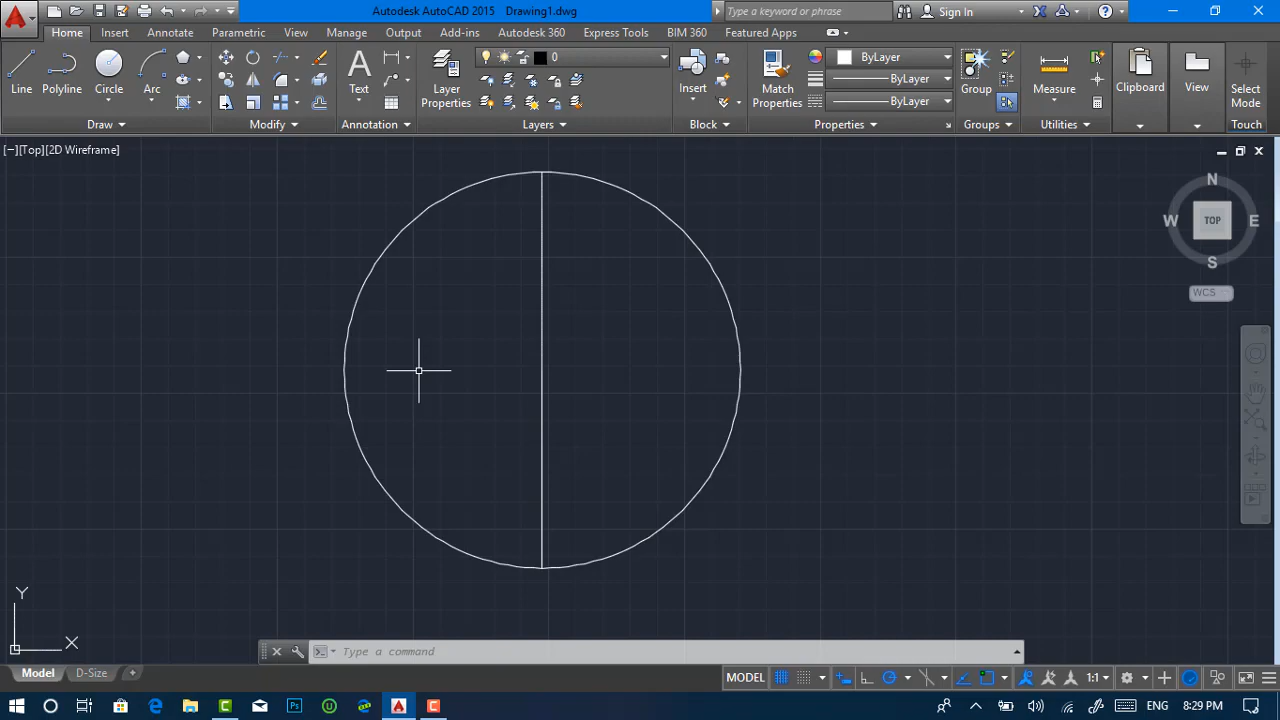 Autodesk AutoCAD 2015 Drawing1.dwg
Type a keyword or phrase
Sign In
Home Insert Annotate Parametric View Manage Output Add-ins Autodesk 360 Express Tools BIM 360 Featured Apps
Line Polyline Circle Arc
Text
Layer Properties
0
Insert
Match Properties
ByLayer
ByLayer
ByLayer
Group
Measure
Clipboard
View
Select Mode
Draw Modify Annotation Layers Block Properties Groups Utilities Touch
[−][Top][2D Wireframe]
N
W TOP E
S
WCS
Y
X
Type a command
Model D-Size +
MODEL 1:1
Ps
ENG 8:29 PM